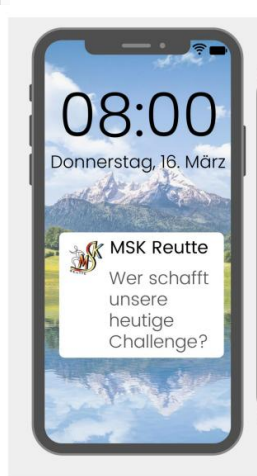 08:00
Donnerstag, 16. März
MSK Reutte
Wer schafft
unsere
heutige
Challenge?